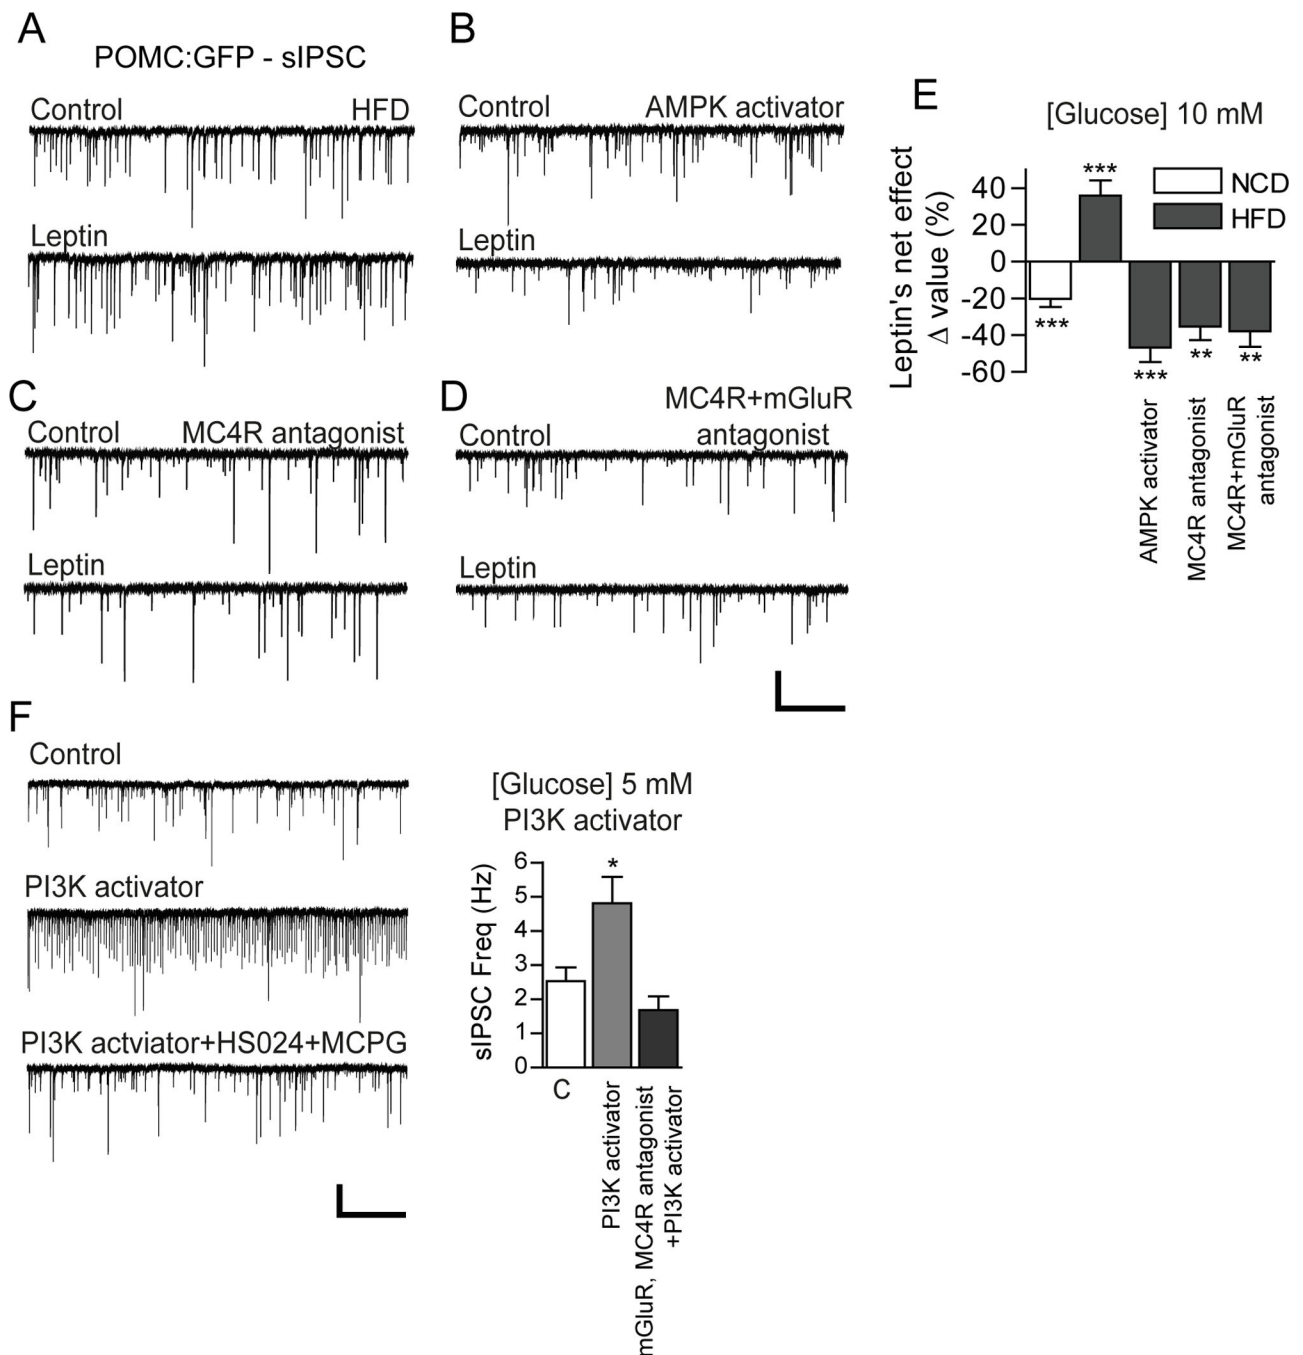 A
POMC:GFP - sIPSC
Control
HFD
Leptin
B
Control
AMPK activator
Leptin
C
Control
MC4R antagonist
Leptin
D
MC4R+mGluR
antagonist
Control
Leptin
E
[Glucose] 10 mM
NCD
HFD
Leptin's net effect
Δ value (%)
40
20
0
-20
-40
-60
***
***
***
**
**
AMPK activator
MC4R antagonist
MC4R+mGluR
antagonist
F
Control
PI3K activator
PI3K actviator+HS024+MCPG
[Glucose] 5 mM
PI3K activator
sIPSC Freq (Hz)
6
5
4
3
2
1
0
*
C
PI3K activator
mGluR, MC4R antagonist
+PI3K activator